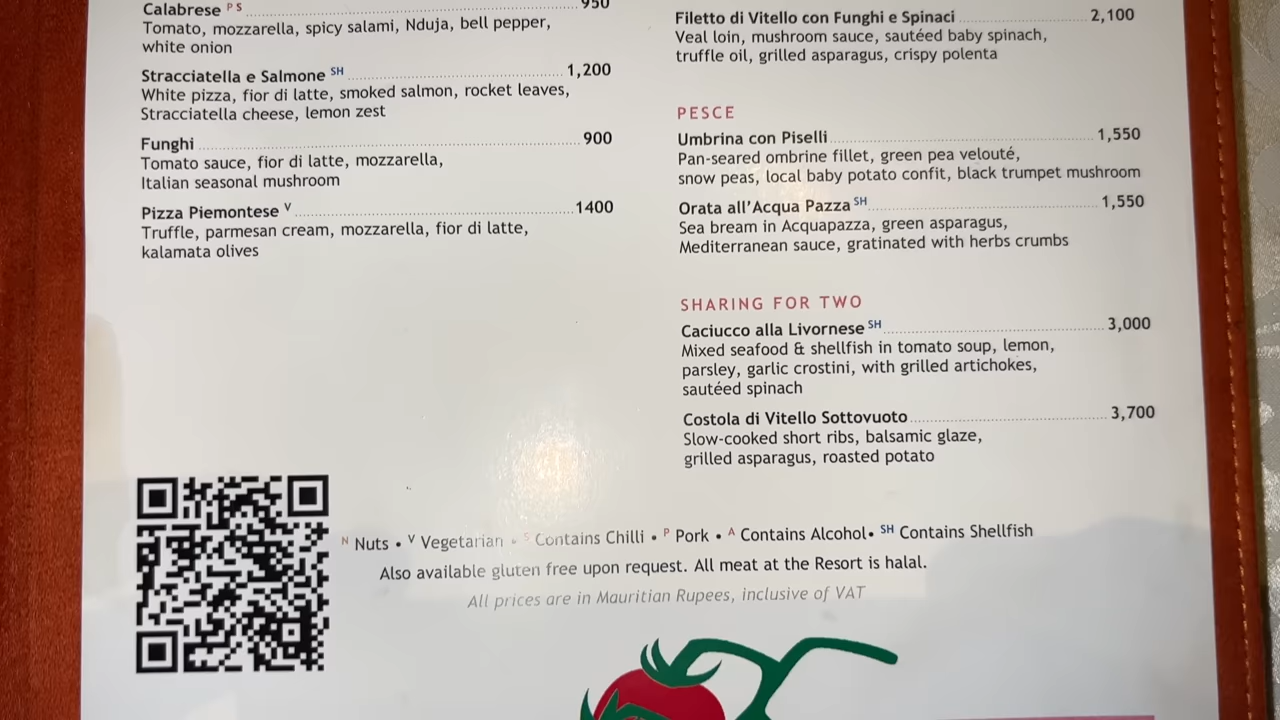 Calabrese P S 950
Tomato, mozzarella, spicy salami, Nduja, bell pepper,
white onion
Stracciatella e Salmone SH 1,200
White pizza, fior di latte, smoked salmon, rocket leaves,
Stracciatella cheese, lemon zest
Funghi 900
Tomato sauce, fior di latte, mozzarella,
Italian seasonal mushroom
Pizza Piemontese V 1400
Truffle, parmesan cream, mozzarella, fior di latte,
kalamata olives
Filetto di Vitello con Funghi e Spinaci 2,100
Veal loin, mushroom sauce, sautéed baby spinach,
truffle oil, grilled asparagus, crispy polenta
PESCE
Umbrina con Piselli 1,550
Pan-seared ombrine fillet, green pea velouté,
snow peas, local baby potato confit, black trumpet mushroom
Orata all'Acqua Pazza SH 1,550
Sea bream in Acquapazza, green asparagus,
Mediterranean sauce, gratinated with herbs crumbs
SHARING FOR TWO
Caciucco alla Livornese SH 3,000
Mixed seafood & shellfish in tomato soup, lemon,
parsley, garlic crostini, with grilled artichokes,
sautéed spinach
Costola di Vitello Sottovuoto 3,700
Slow-cooked short ribs, balsamic glaze,
grilled asparagus, roasted potato
N Nuts • V Vegetarian • S Contains Chilli • P Pork • A Contains Alcohol• SH Contains Shellfish
Also available gluten free upon request. All meat at the Resort is halal.
All prices are in Mauritian Rupees, inclusive of VAT